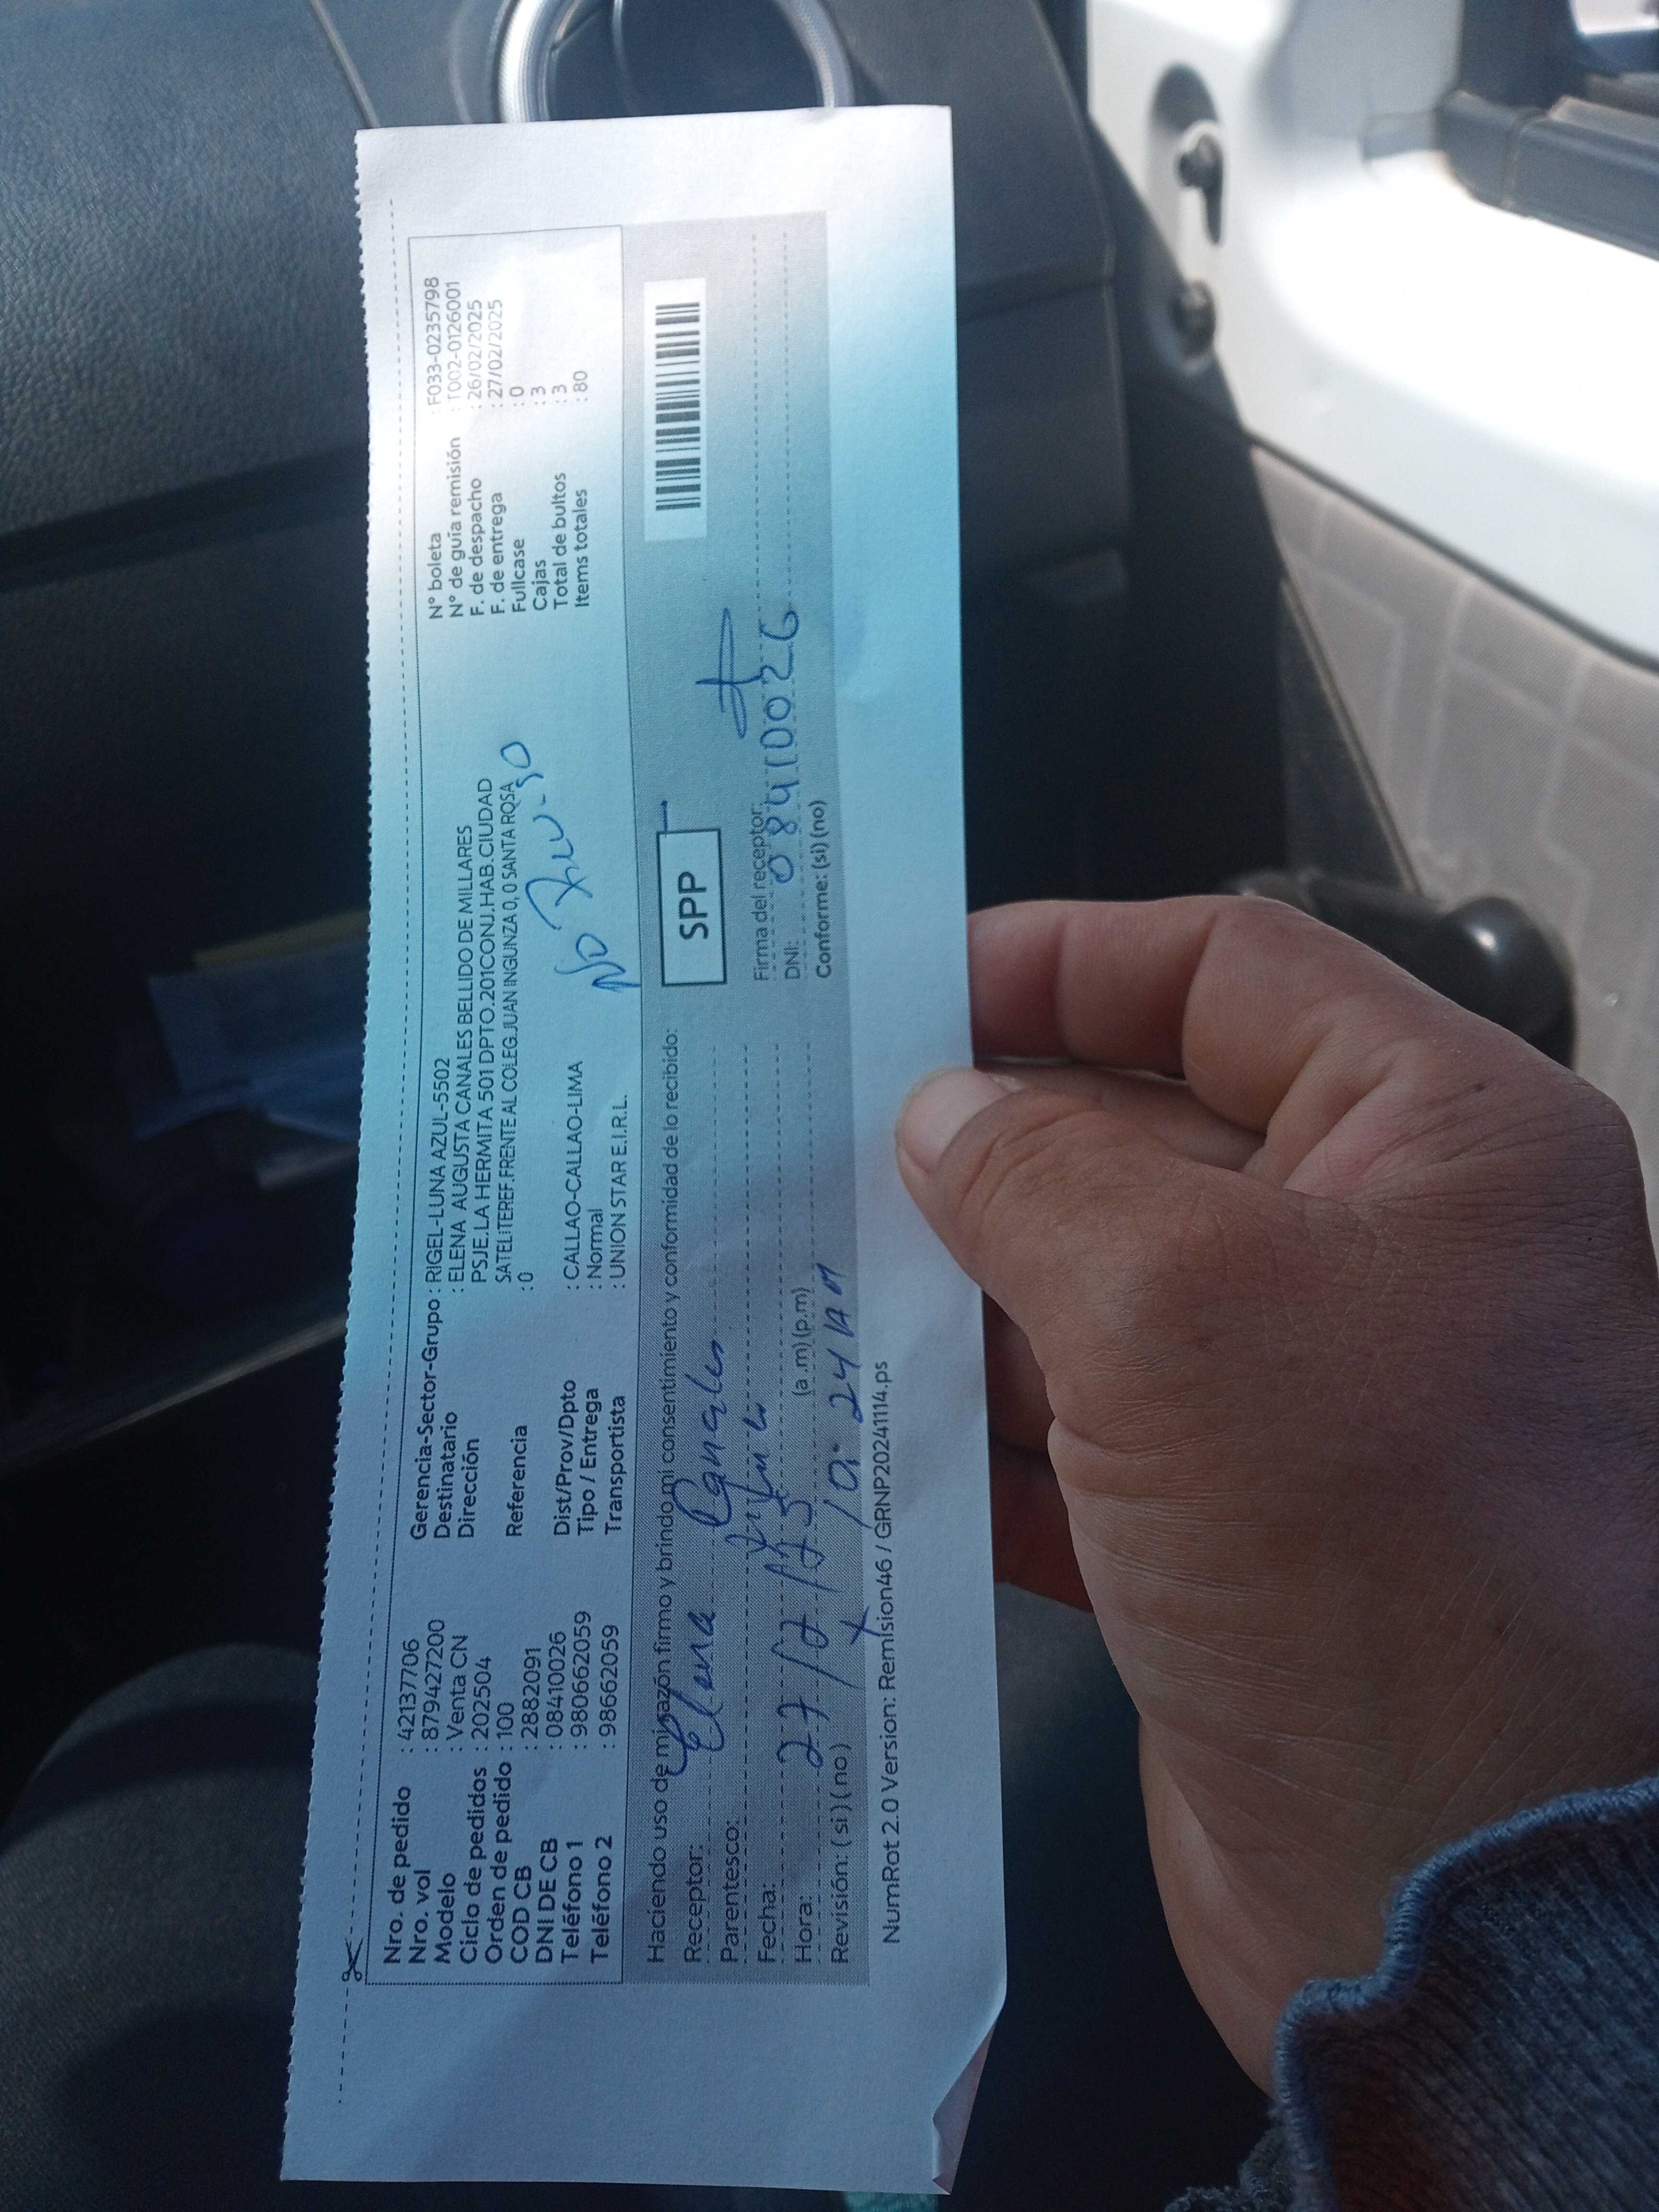 Nro. de pedido : 42137706
Nro. vol : 879427200
Modelo : Venta CN
Ciclo de pedidos : 202504
Orden de pedido : 100
COD CB : 2882091
DNI DE CB : 08410026
Teléfono 1 : 980662059
Teléfono 2 : 98662059
Gerencia-Sector-Grupo : RIGEL-LUNA AZUL-5502
Destinatario : ELENA AUGUSTA CANALES BELLIDO DE MILLARES
Dirección PSJE.LA HERMITA 501 DPTO.201CONJ.HAB.CIUDAD
SATELITEREF.FRENTE AL COLEG.JUAN INGUNZA 0, 0 SANTA ROSA
Referencia : 0
Dist/Prov/Dpto : CALLAO-CALLAO-LIMA
Tipo / Entrega : Normal
Transportista : UNION STAR E.I.R.L.
N° boleta : F033-0235798
N° de guía remisión : T002-0126001
F. de despacho : 26/02/2025
F. de entrega : 27/02/2025
Fullcase : 0
Cajas : 3
Total de bultos : 3
Items totales : 80
No
Haciendo uso de mi razón firmo y brindo mi consentimiento y conformidad de lo recibido:
SPP
Receptor: Elena Canales
Parentesco:
Fecha: 27/2/25
Hora: 10:24 AM (a .m) (p.m)
Revisión: ( si ) ( no ) X
Firma del receptor:
DNI: 08410026
Conforme: (si) (no)
NumRot 2.0 Version: Remision46 / GRNP20241114.ps